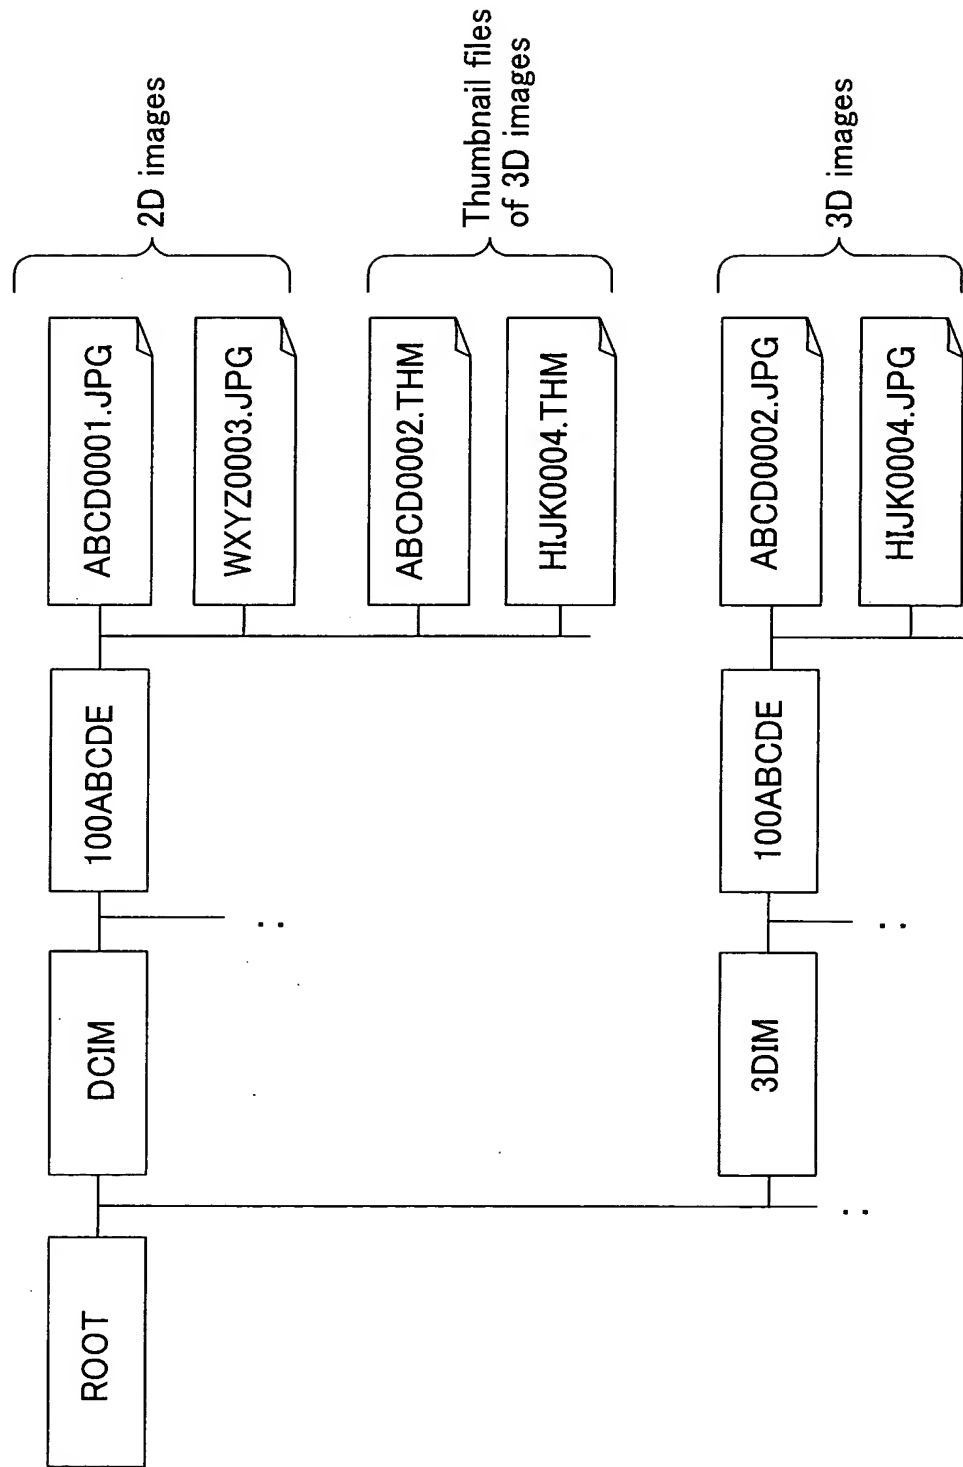 ROOT
DCIM
100ABCDE
ABCD0001.JPG
WXYZ0003.JPG
2D images
ABCD0002.THM
HIJK0004.THM
Thumbnail files
of 3D images
3DIM
100ABCDE
ABCD0002.JPG
HIJK0004.JPG
3D images